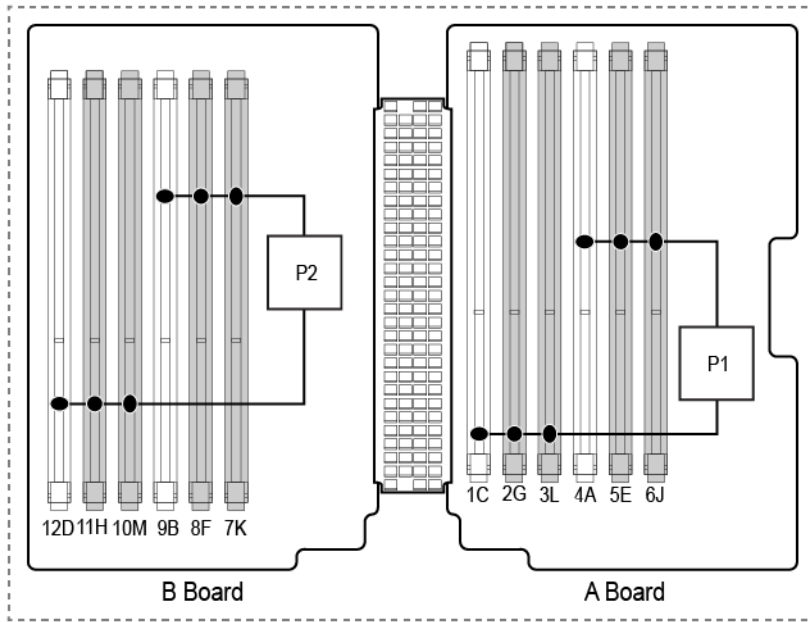 P2
P1
1C 2G 3L 4A 5E 6J
12D 11H 10M 9B 8F 7K
B Board
A Board